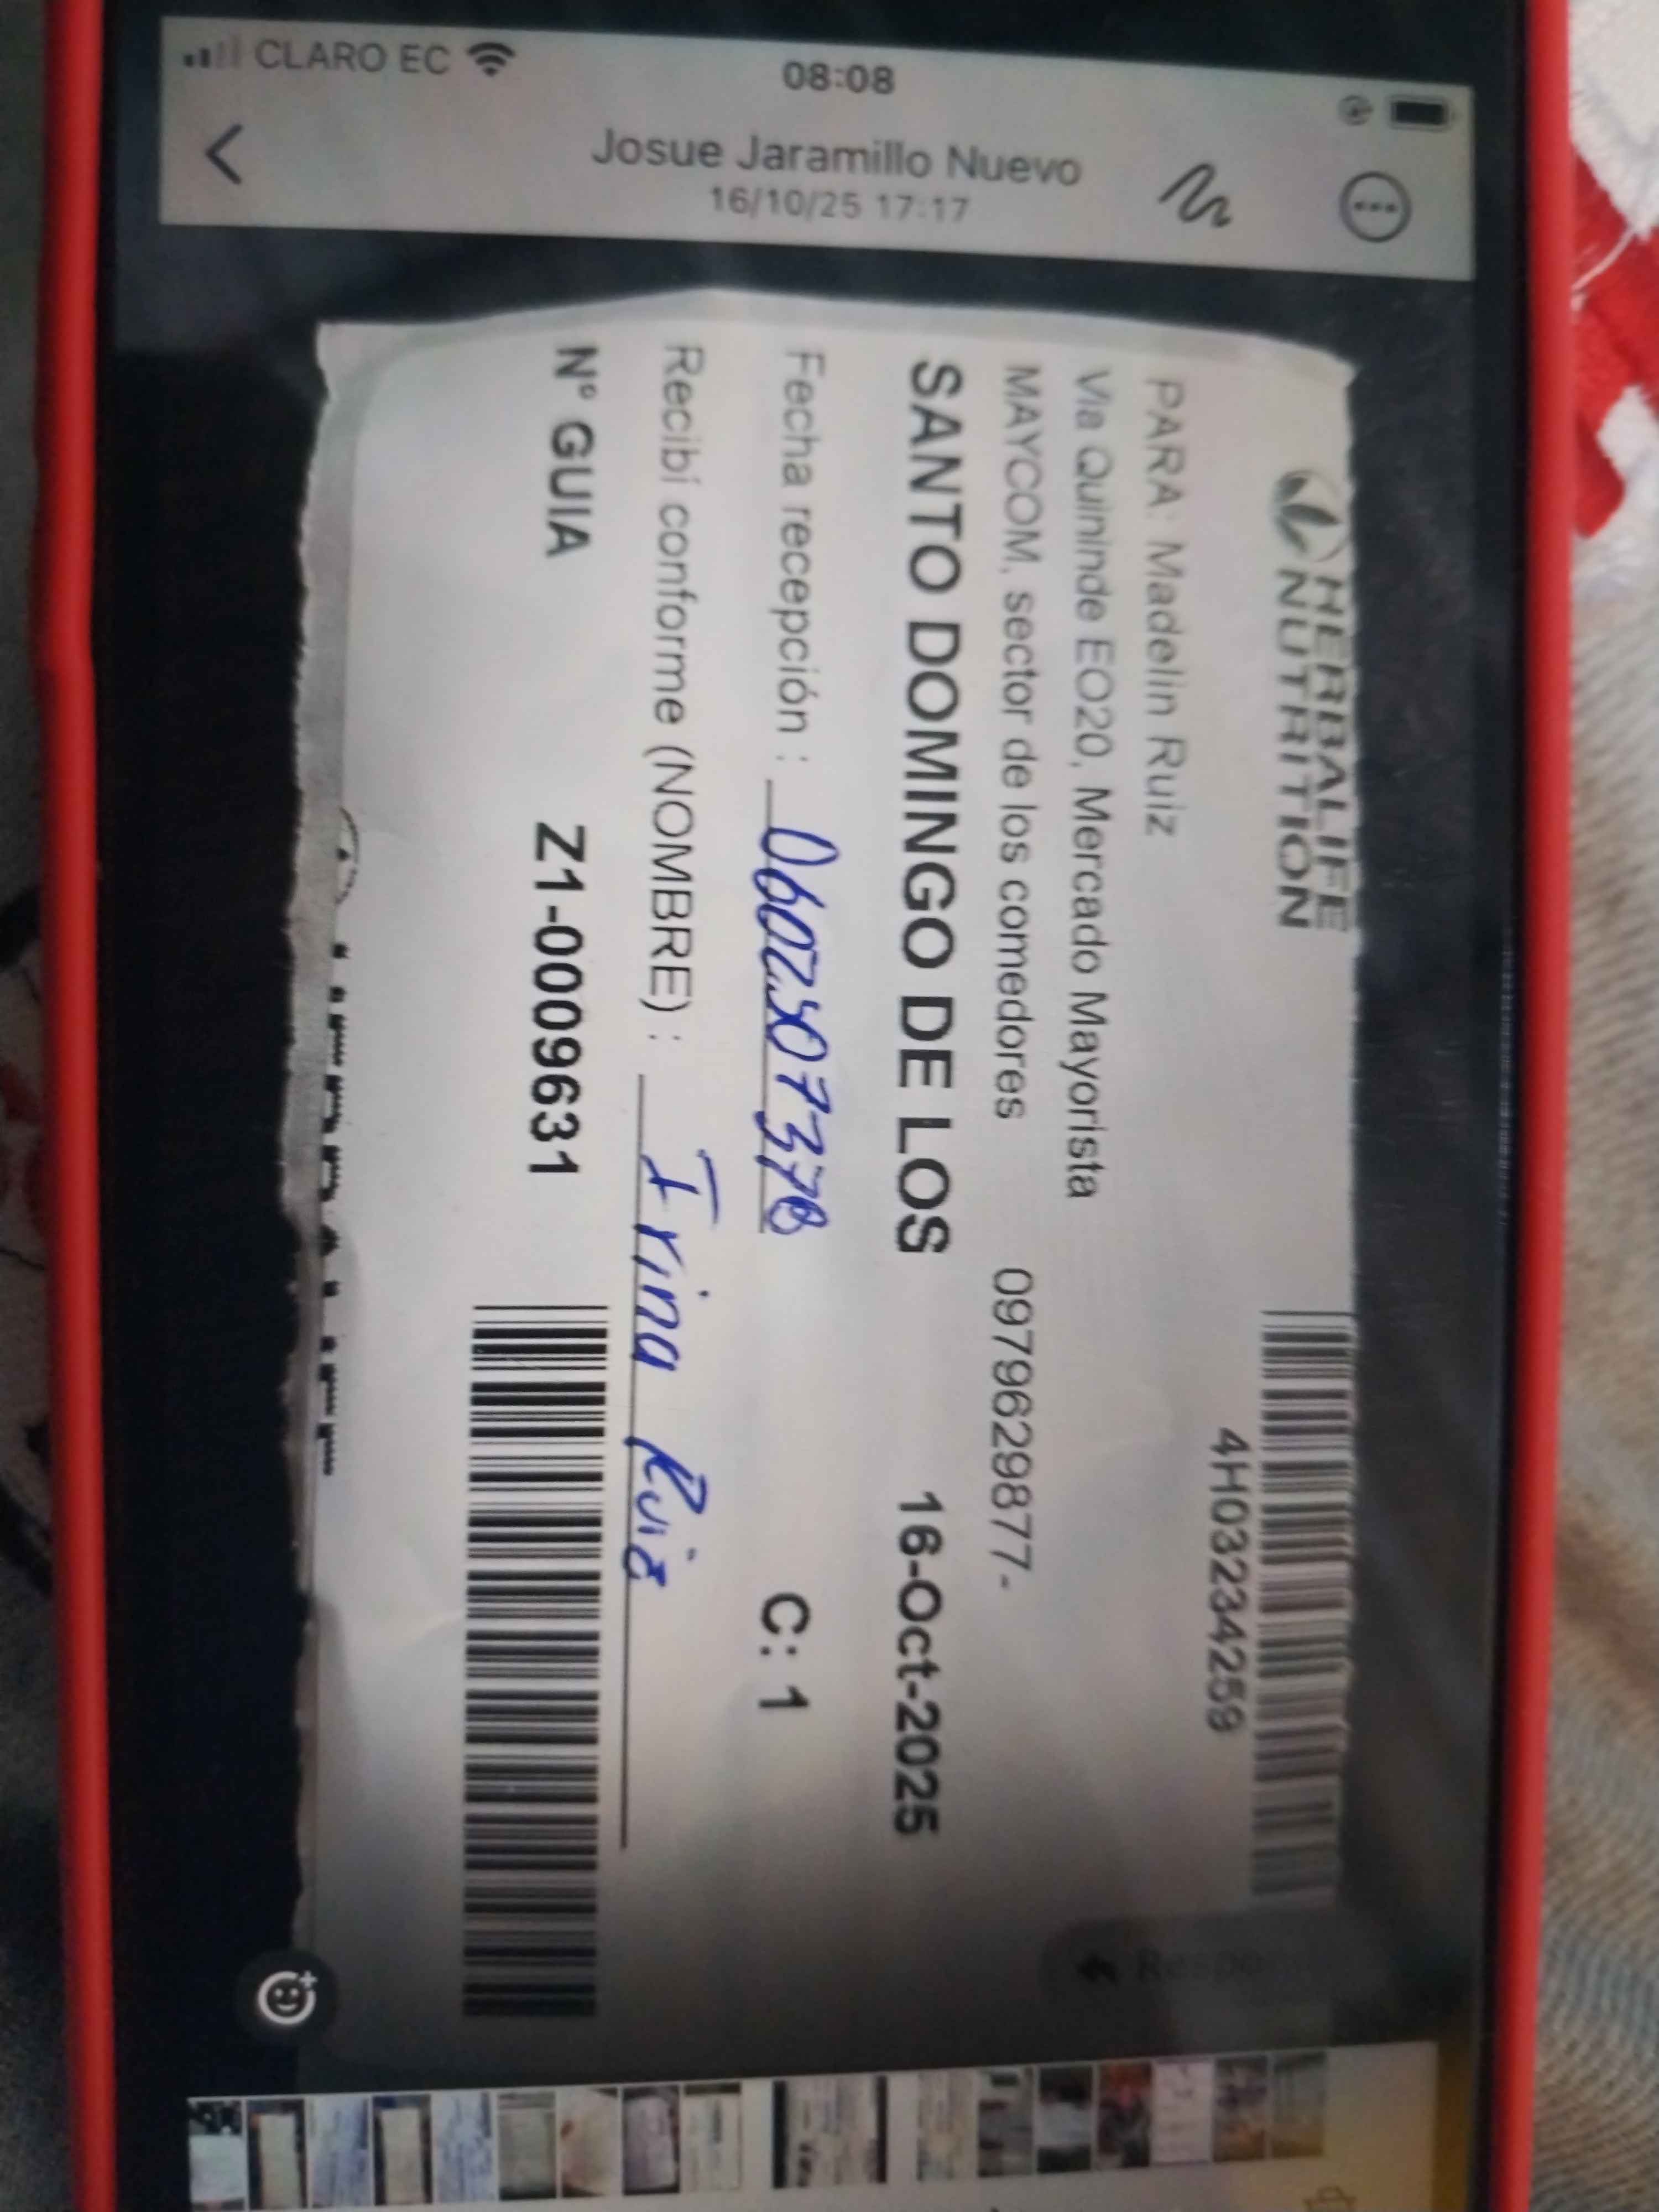 CLARO EC
08:08
Josue Jaramillo Nuevo
16/10/25 17:17
HERBALIFE
NUTRITION
4H03234259
PARA: Madelin Ruiz
Via Quininde EO20, Mercado Mayorista
MAYCOM, sector de los comedores 0979629877-
SANTO DOMINGO DE LOS 16-Oct-2025
Fecha recepción : C: 1
Recibí conforme (NOMBRE) : Irina Ruiz
Nº GUIA Z1-0009631